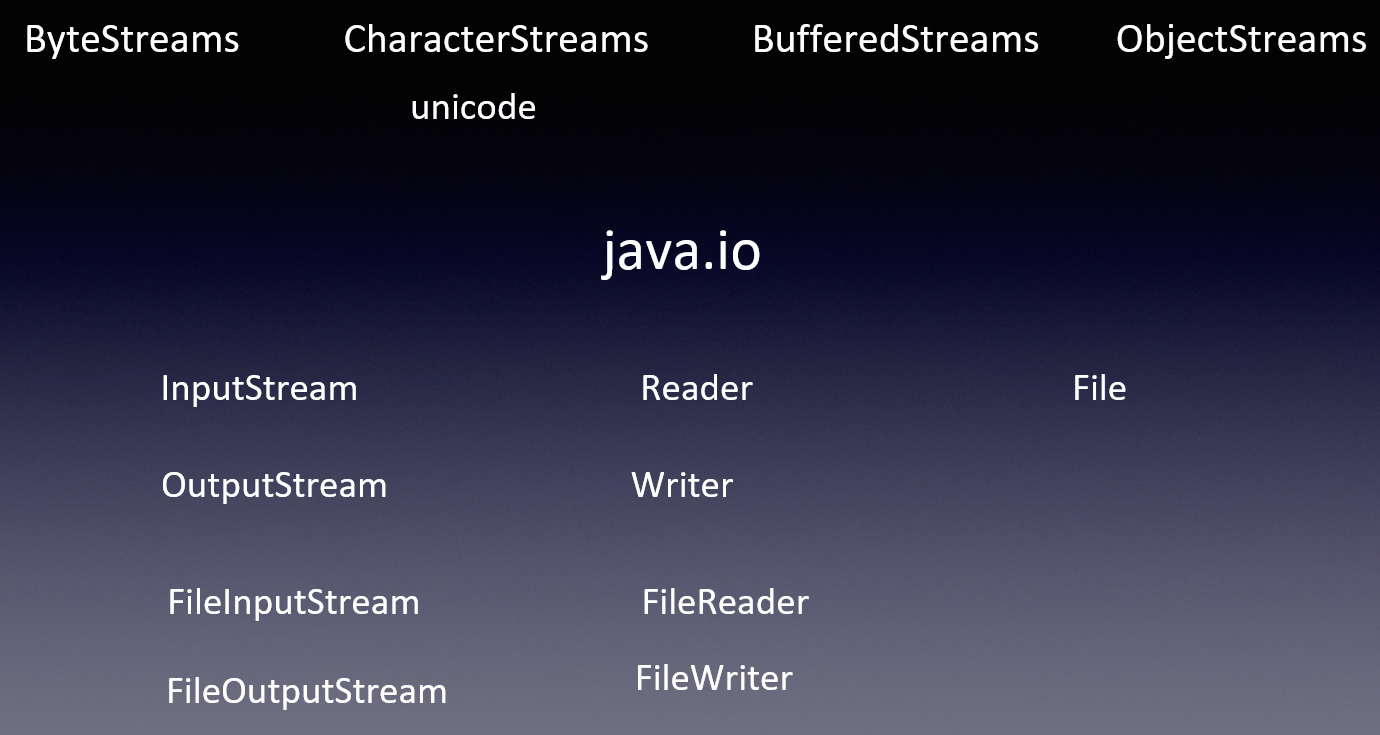 ByteStreams CharacterStreams BufferedStreams ObjectStreams
unicode
java.io
InputStream Reader File
OutputStream Writer
FileInputStream FileReader
FileOutputStream FileWriter